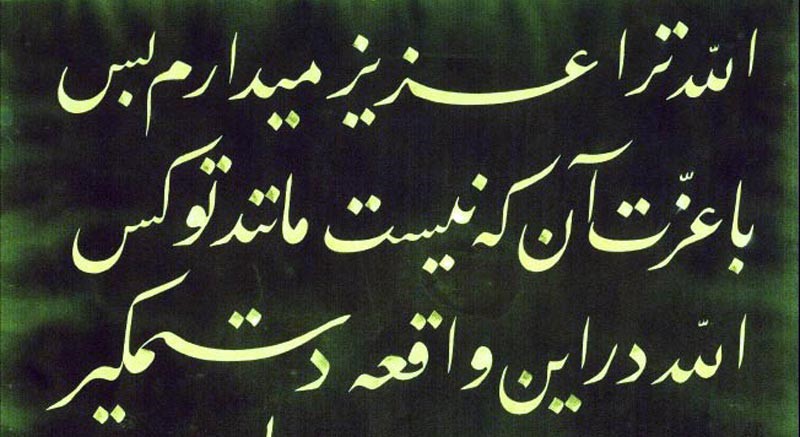 الله ترا عزیز میدارم بس
با عزّت آن که نیست مانند تو کس
الله در این واقعه دستمگیر